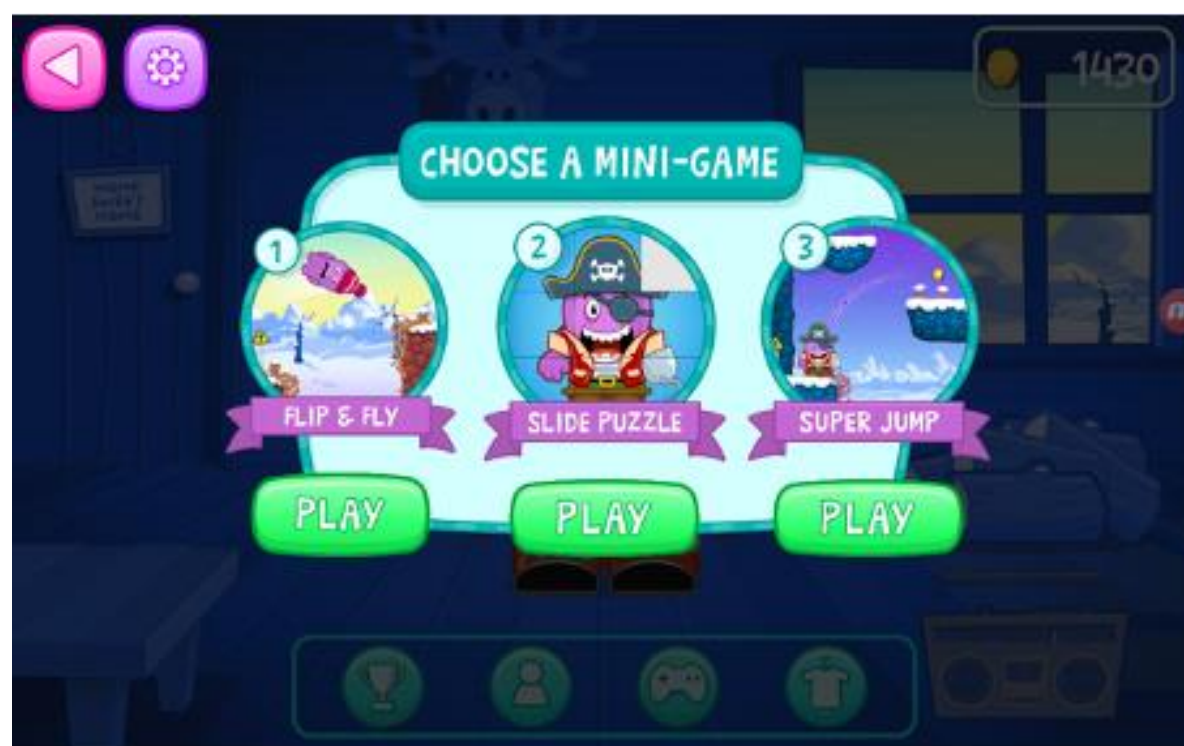 1430
CHOOSE A MINI-GAME
1
2
3
FLIP & FLY
SLIDE PUZZLE
SUPER JUMP
PLAY
PLAY
PLAY